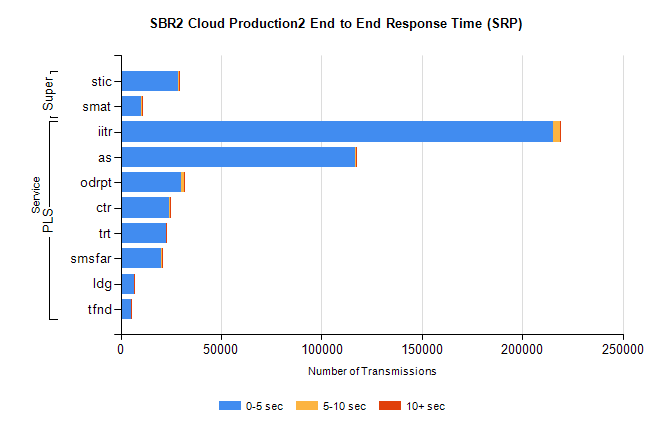 SBR2 Cloud Production2 End to End Response Time (SRP)
Super
stic
smat
Service
PLS
iitr
as
odrpt
ctr
trt
smsfar
ldg
tfnd
0 50000 100000 150000 200000 250000
Number of Transmissions
0-5 sec 5-10 sec 10+ sec